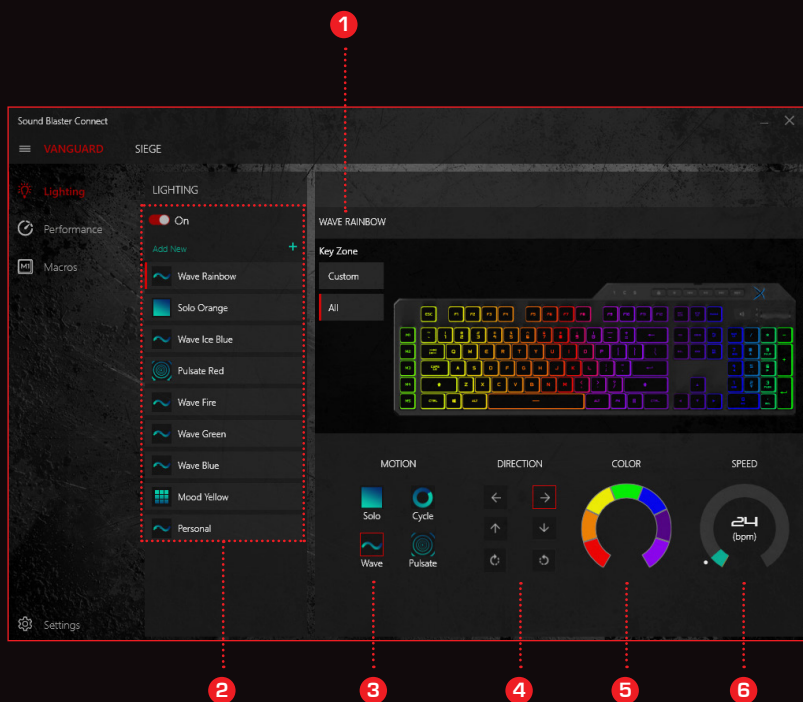 1
Sound Blaster Connect
VANGUARD SIEGE
Lighting
Performance
M1 Macros
Settings
LIGHTING
On
Add New +
Wave Rainbow
Solo Orange
Wave Ice Blue
Pulsate Red
Wave Fire
Wave Green
Wave Blue
Mood Yellow
Personal
WAVE RAINBOW
Key Zone
Custom
All
MOTION DIRECTION COLOR SPEED
Solo Cycle
Wave Pulsate
24
(bpm)
2 3 4 5 6